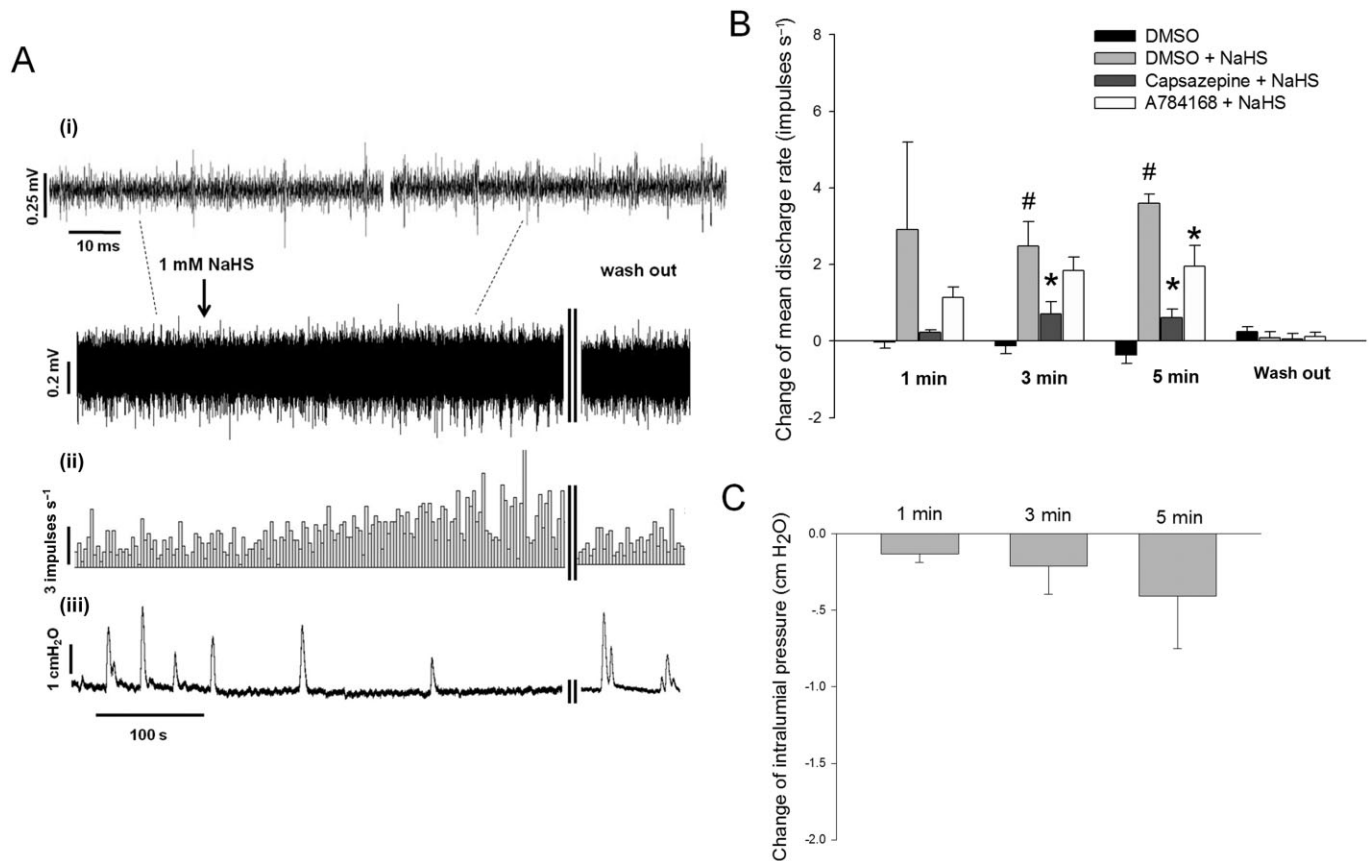 A
(i)
0.25 mV
10 ms
1 mM NaHS
wash out
0.2 mV
(ii)
3 impulses s⁻¹
(iii)
1 cmH₂O
100 s
B
Change of mean discharge rate (impulses s⁻¹)
8
6
4
2
0
-2
DMSO
DMSO + NaHS
Capsazepine + NaHS
A784168 + NaHS
#
*
#
*
*
1 min
3 min
5 min
Wash out
C
Change of intralumial pressure (cm H₂O)
1 min
3 min
5 min
0.0
-.5
-1.0
-1.5
-2.0